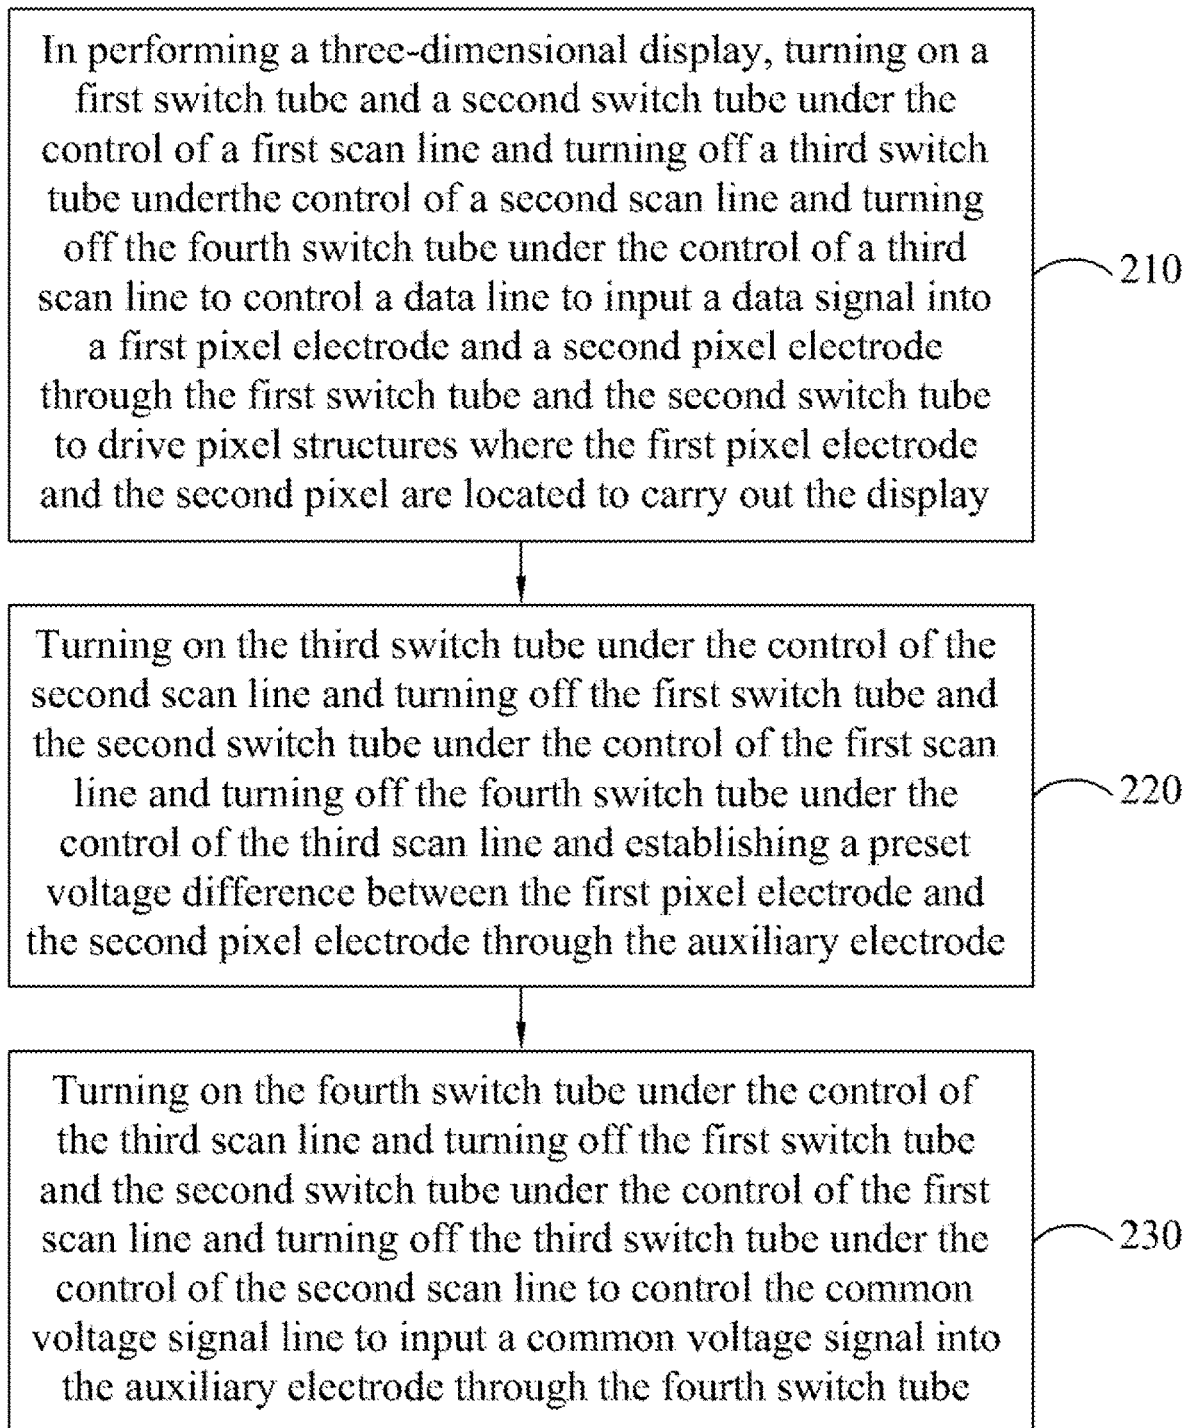 In performing a three-dimensional display, turning on a
first switch tube and a second switch tube under the
control of a first scan line and turning off a third switch
tube underthe control of a second scan line and turning
off the fourth switch tube under the control of a third
scan line to control a data line to input a data signal into
a first pixel electrode and a second pixel electrode
through the first switch tube and the second switch tube
to drive pixel structures where the first pixel electrode
and the second pixel are located to carry out the display
210
Turning on the third switch tube under the control of the
second scan line and turning off the first switch tube and
the second switch tube under the control of the first scan
line and turning off the fourth switch tube under the
control of the third scan line and establishing a preset
voltage difference between the first pixel electrode and
the second pixel electrode through the auxiliary electrode
220
Turning on the fourth switch tube under the control of
the third scan line and turning off the first switch tube
and the second switch tube under the control of the first
scan line and turning off the third switch tube under the
control of the second scan line to control the common
voltage signal line to input a common voltage signal into
the auxiliary electrode through the fourth switch tube
230